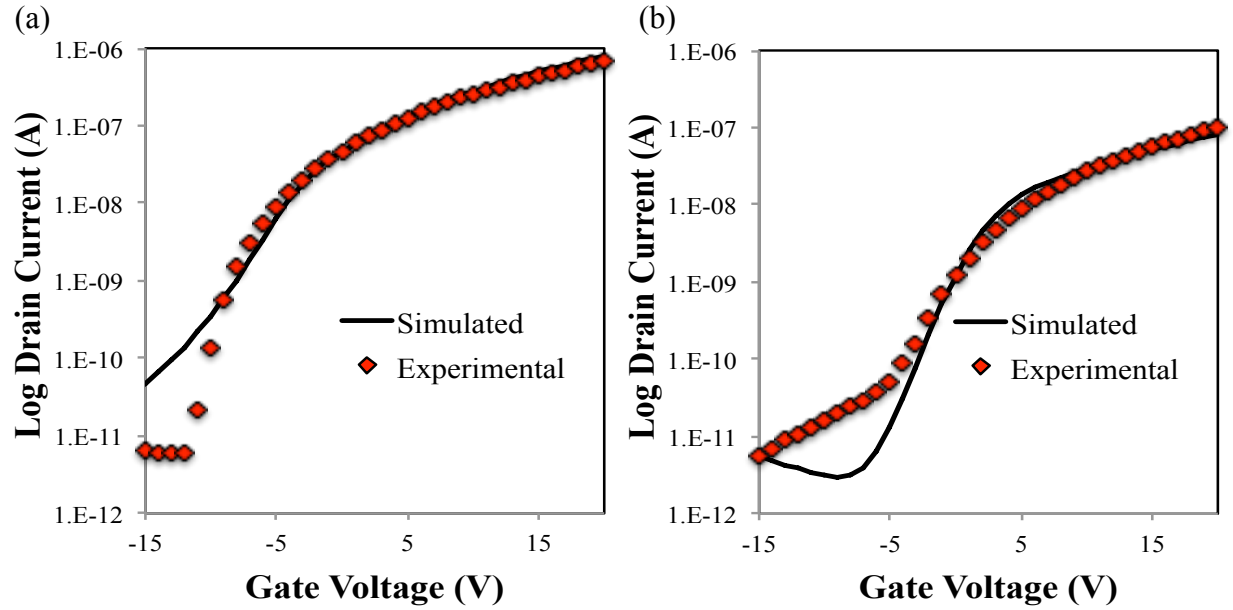 (a)
Log Drain Current (A)
1.E-06
1.E-07
1.E-08
1.E-09
1.E-10
1.E-11
1.E-12
-15
-5
5
15
Gate Voltage (V)
Simulated
Experimental
(b)
Log Drain Current (A)
1.E-06
1.E-07
1.E-08
1.E-09
1.E-10
1.E-11
1.E-12
-15
-5
5
15
Gate Voltage (V)
Simulated
Experimental